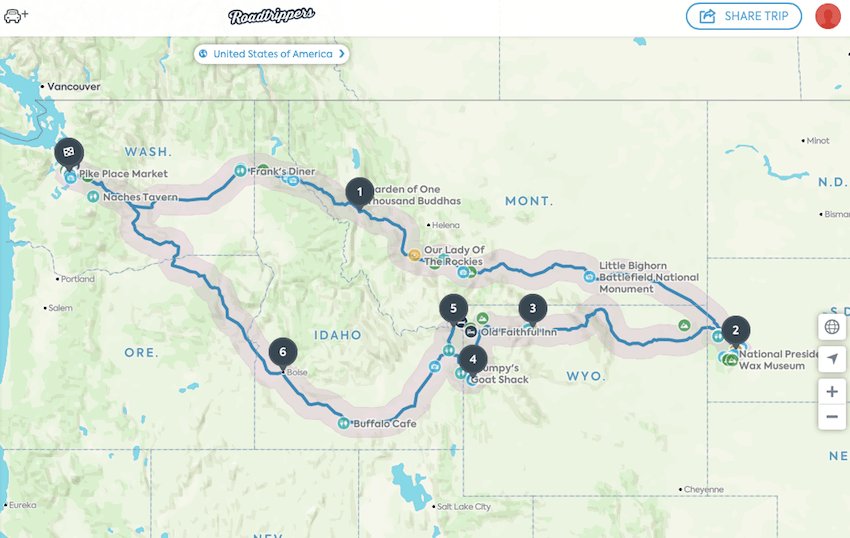 Roadtrippers
SHARE TRIP
United States of America
Vancouver
WASH.
Pike Place Market
Naches Tavern
Frank's Diner
1
arden of One
housand Buddhas
MONT.
Minot
N.D.
Bismar
Helena
Our Lady Of
The Rockies
Little Bighorn
Battlefield National
Monument
Portland
Salem
5
3
Old Faithful Inn
S.D
2
National Preside
Wax Museum
IDAHO
ORE.
6
Boise
4
umpy's
Goat Shack
WYO.
Buffalo Cafe
NE
Cheyenne
Eureka
Salt Lake City
NEV